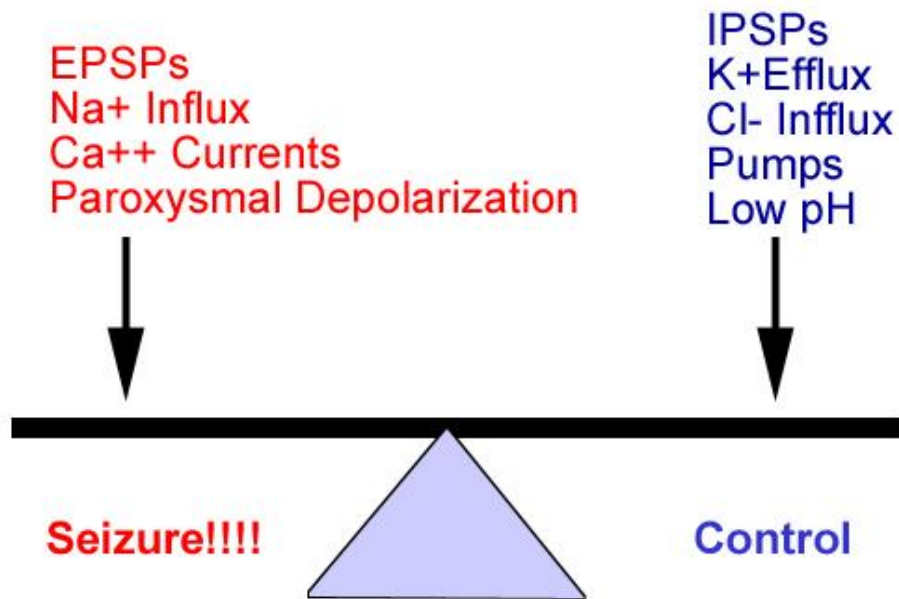 EPSPs
Na+ Influx
Ca++ Currents
Paroxysmal Depolarization
IPSPs
K+Efflux
Cl- Infflux
Pumps
Low pH
Seizure!!!!
Control